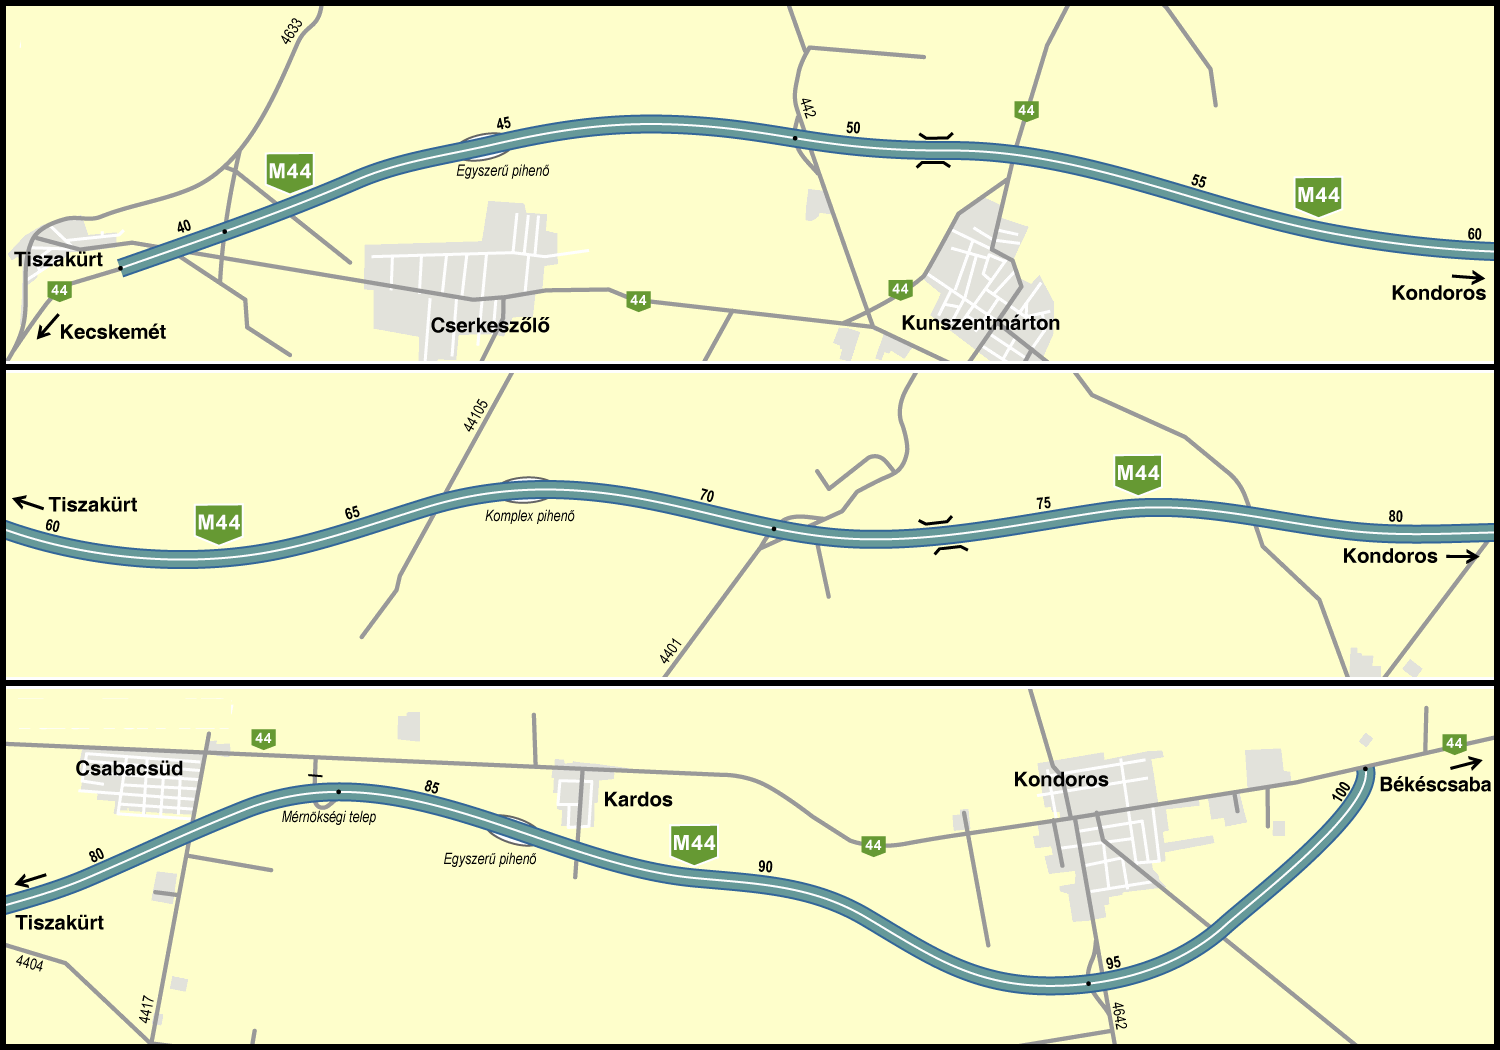 4633
45
442
50
44
Egyszerű pihenő
M44
55
M44
40
60
Tiszakürt
44
Kecskemét
Cserkeszőlő
44
44
Kunszentmárton
Kondoros
44105
Tiszakürt
60
M44
65
Komplex pihenő
70
75
M44
80
Kondoros
4401
44
Csabacsüd
85
Mérnökségi telep
Kardos
Kondoros
44
Békéscsaba
100
80
Egyszerű pihenő
M44
44
90
Tiszakürt
4404
4417
95
4642